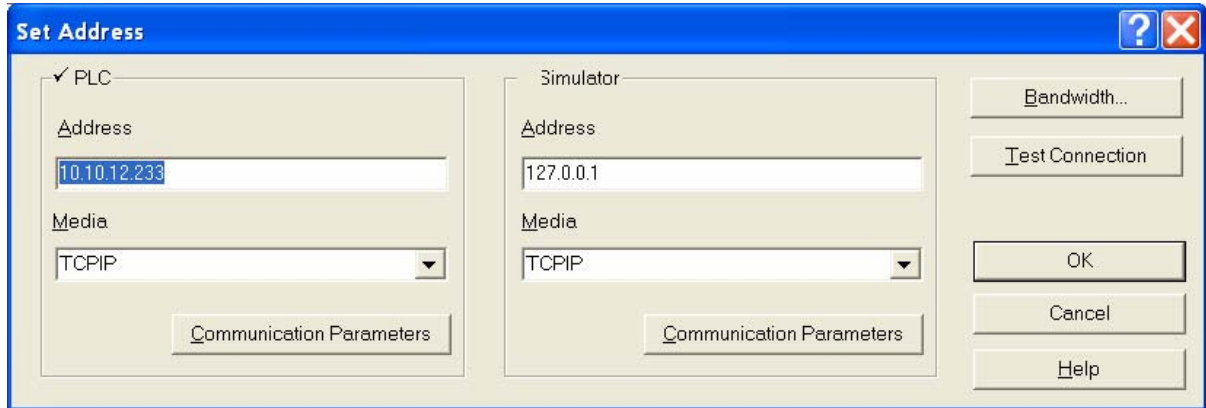 Set Address
✓ PLC
Address
10.10.12.233
Media
TCPIP
Communication Parameters
Simulator
Address
127.0.0.1
Media
TCPIP
Communication Parameters
Bandwidth...
Test Connection
OK
Cancel
Help